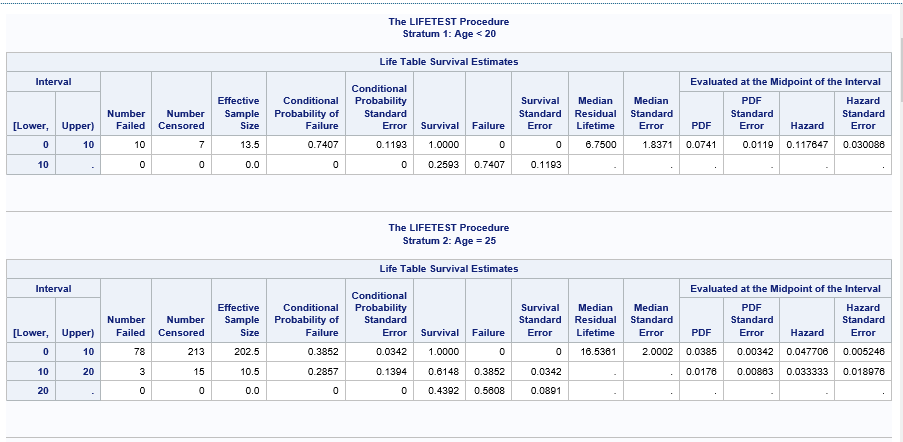 The LIFETEST Procedure
Stratum 1: Age < 20
Life Table Survival Estimates
Interval
[Lower, Upper) Number Failed Number Censored Effective Sample Size Conditional Probability of Failure Conditional Probability Standard Error Survival Failure Survival Standard Error Median Residual Lifetime Median Standard Error Evaluated at the Midpoint of the Interval PDF PDF Standard Error Hazard Hazard Standard Error
0 10 10 7 13.5 0.7407 0.1193 1.0000 0 0 6.7500 1.8371 0.0741 0.0119 0.117647 0.030086
10 . 0 0 0.0 0 0 0.2593 0.7407 0.1193 . . . . . .
The LIFETEST Procedure
Stratum 2: Age = 25
Life Table Survival Estimates
Interval
[Lower, Upper) Number Failed Number Censored Effective Sample Size Conditional Probability of Failure Conditional Probability Standard Error Survival Failure Survival Standard Error Median Residual Lifetime Median Standard Error Evaluated at the Midpoint of the Interval PDF PDF Standard Error Hazard Hazard Standard Error
0 10 78 213 202.5 0.3852 0.0342 1.0000 0 0 16.5361 2.0002 0.0385 0.00342 0.047706 0.005246
10 20 3 15 10.5 0.2857 0.1394 0.6148 0.3852 0.0342 . . 0.0176 0.00863 0.033333 0.018976
20 . 0 0 0.0 0 0 0.4392 0.5608 0.0891 . . . . . .